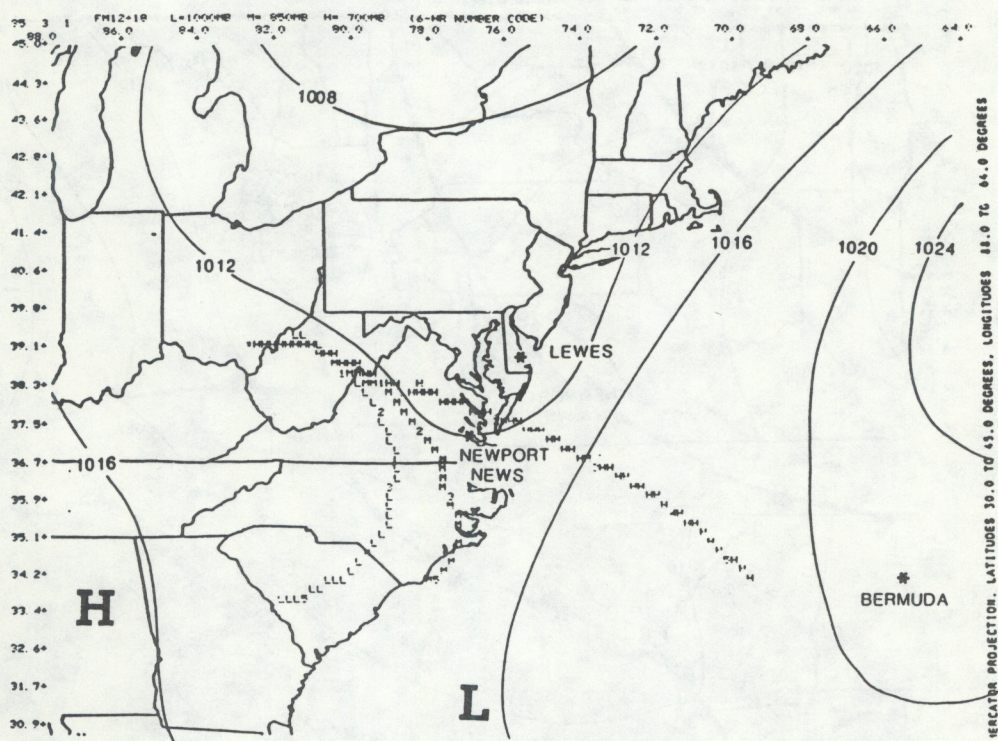 75 3 1 FM12+18 L=1000MB M= 850MB H= 700MB (6-HR NUMBER CODE)
88.0 86.0 84.0 82.0 80.0 78.0 76.0 74.0 72.0 70.0 68.0 66.0 64.0
45.0+
44.3+
43.6+
42.8+
42.1+
41.4+
40.6+
39.8+
39.1+
38.3+
37.5+
36.7+
35.9+
35.1+
34.2+
33.4+
32.6+
31.7+
30.9+
1008
1012
1012
1016
1020
1024
LEWES
NEWPORT
NEWS
1016
BERMUDA
H
L
MERCATOR PROJECTION, LATITUDES 30.0 TO 45.0 DEGREES, LONGITUDES 88.0 TO 64.0 DEGREES